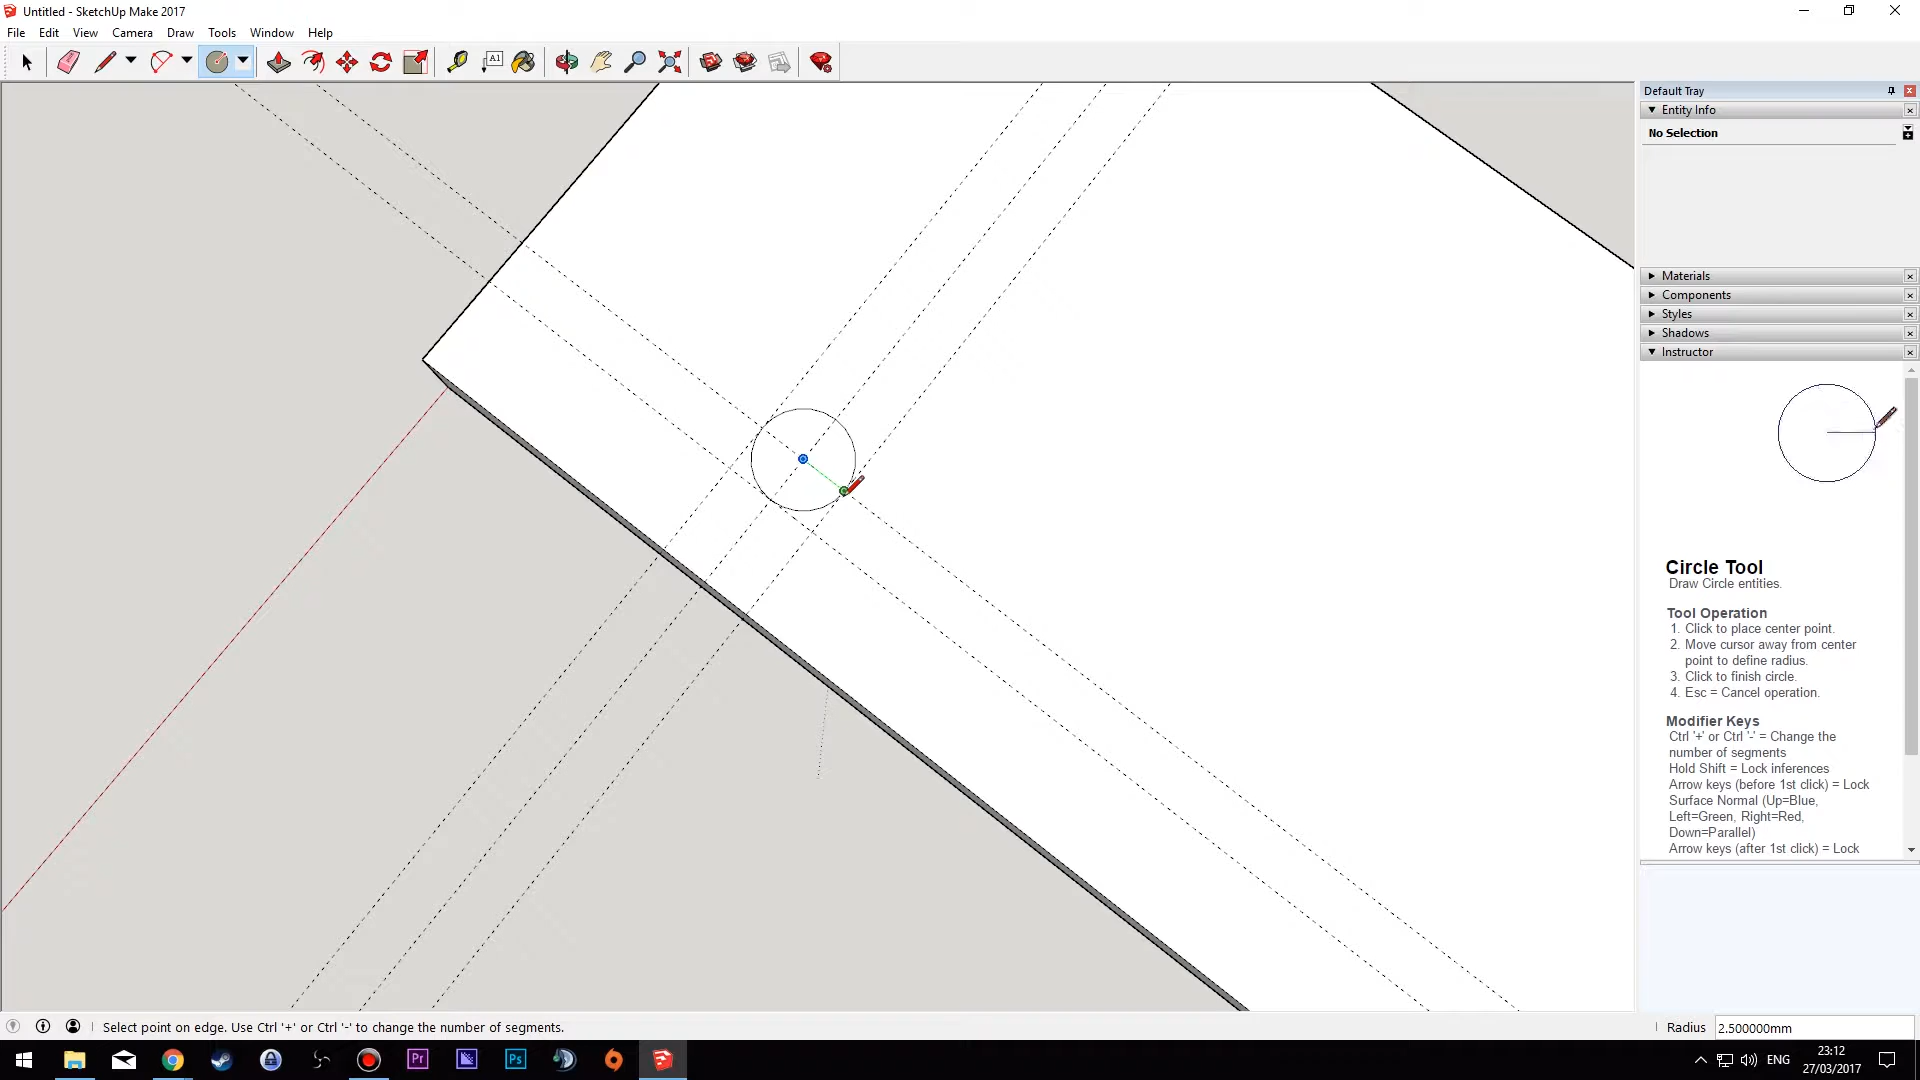 Untitled - SketchUp Make 2017
File Edit View Camera Draw Tools Window Help
A1
Default Tray
Entity Info
No Selection
Materials
Components
Styles
Shadows
Instructor
Circle Tool
Draw Circle entities.
Tool Operation
1. Click to place center point.
2. Move cursor away from center
point to define radius.
3. Click to finish circle.
4. Esc = Cancel operation.
Modifier Keys
Ctrl '+' or Ctrl '-' = Change the
number of segments
Hold Shift = Lock inferences
Arrow keys (before 1st click) = Lock
Surface Normal (Up=Blue,
Left=Green, Right=Red,
Down=Parallel)
Arrow keys (after 1st click) = Lock
Select point on edge. Use Ctrl '+' or Ctrl '-' to change the number of segments.
Radius 2.500000mm
Pr
Ps
ENG
23:12
27/03/2017